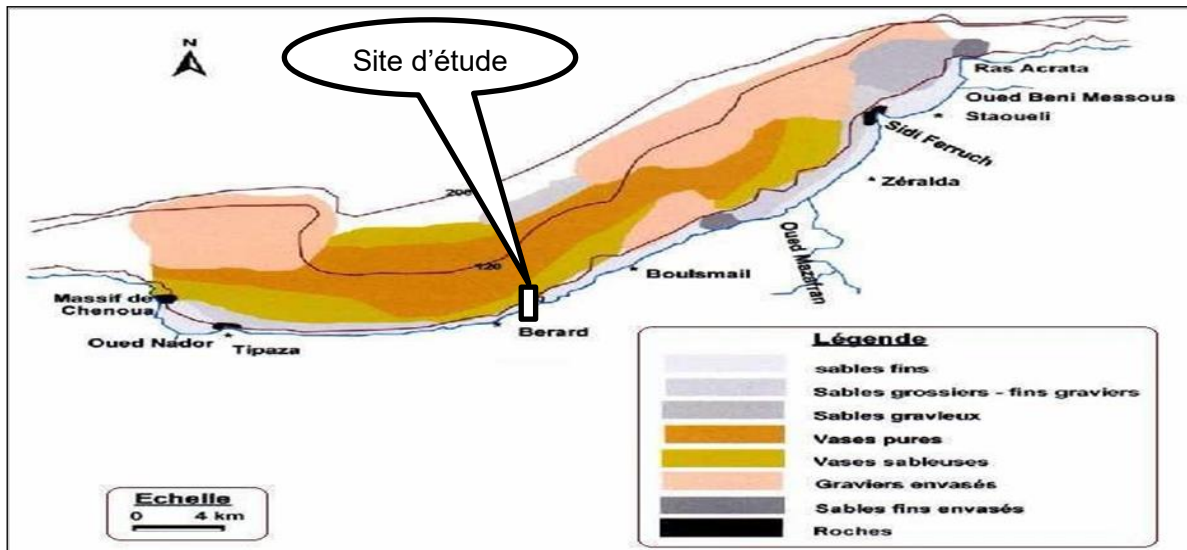 N
Site d'étude
Ras Acrata
Oued Beni Messous
Staoueli
Sidi Ferruch
Zéralda
200
Oued Mazafran
120
Bouismail
Massif de
Chenoua
Berard
Oued Nador
Tipaza
Légende
sables fins
Sables grossiers - fins graviers
Sables gravleux
Vases pures
Vases sableuses
Graviers envasés
Sables fins envasés
Roches
Echelle
0 4 km